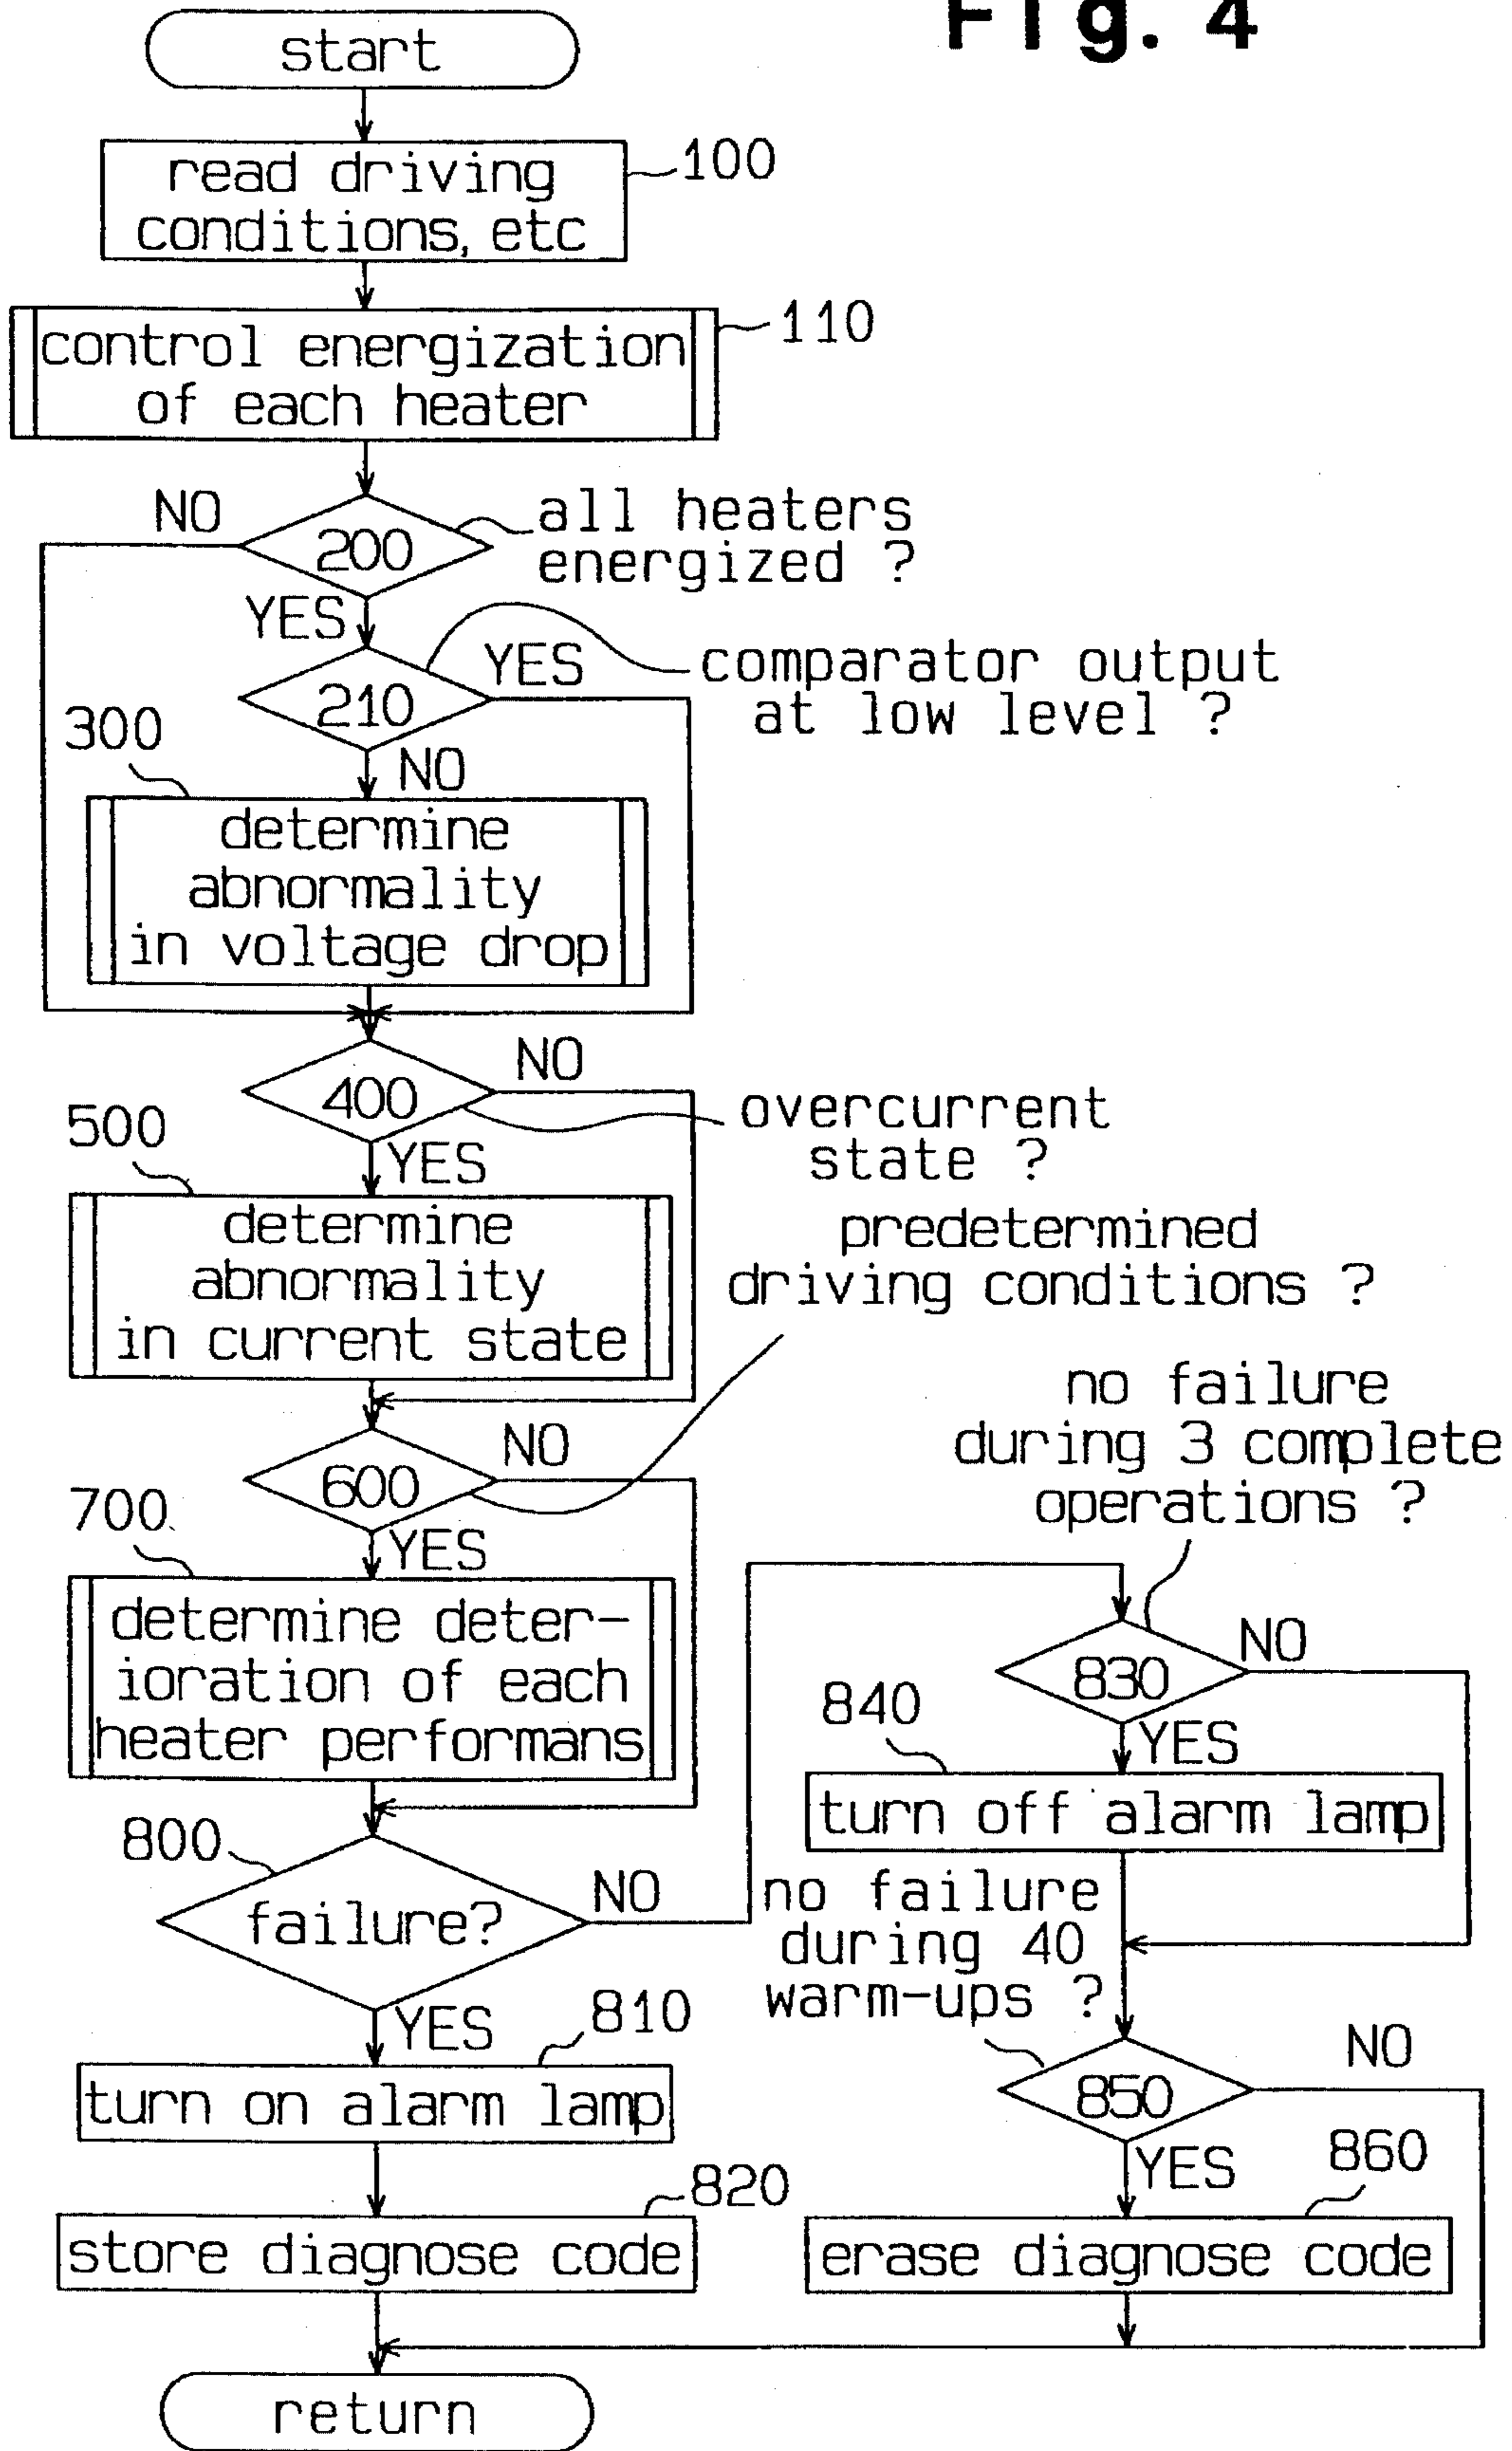 Fig. 4
start
read driving
conditions, etc
100
control energization
of each heater
110
NO
200
all heaters
energized ?
YES
210
YES
comparator output
at low level ?
300
NO
determine
abnormality
in voltage drop
400
NO
overcurrent
state ?
500
YES
determine
abnormality
in current state
predetermined
driving conditions ?
600
NO
700
YES
determine deter-
ioration of each
heater performans
800
failure?
NO
YES
810
turn on alarm lamp
820
store diagnose code
no failure
during 3 complete
operations ?
830
NO
840
YES
turn off alarm lamp
no failure
during 40
warm-ups ?
850
NO
YES
860
erase diagnose code
return